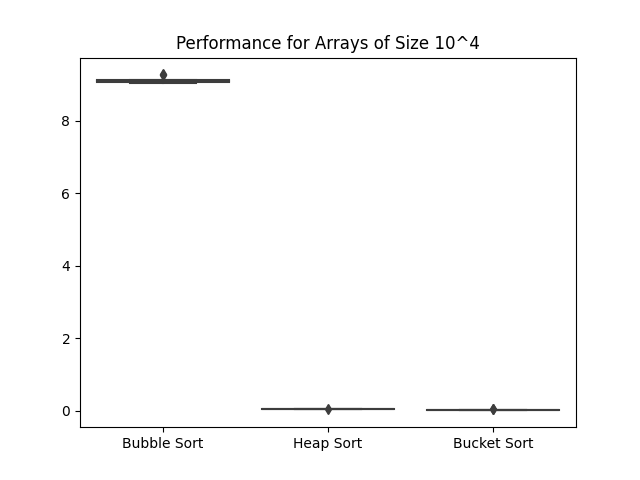 Performance for Arrays of Size 10^4
8
6
4
2
0
Bubble Sort
Heap Sort
Bucket Sort